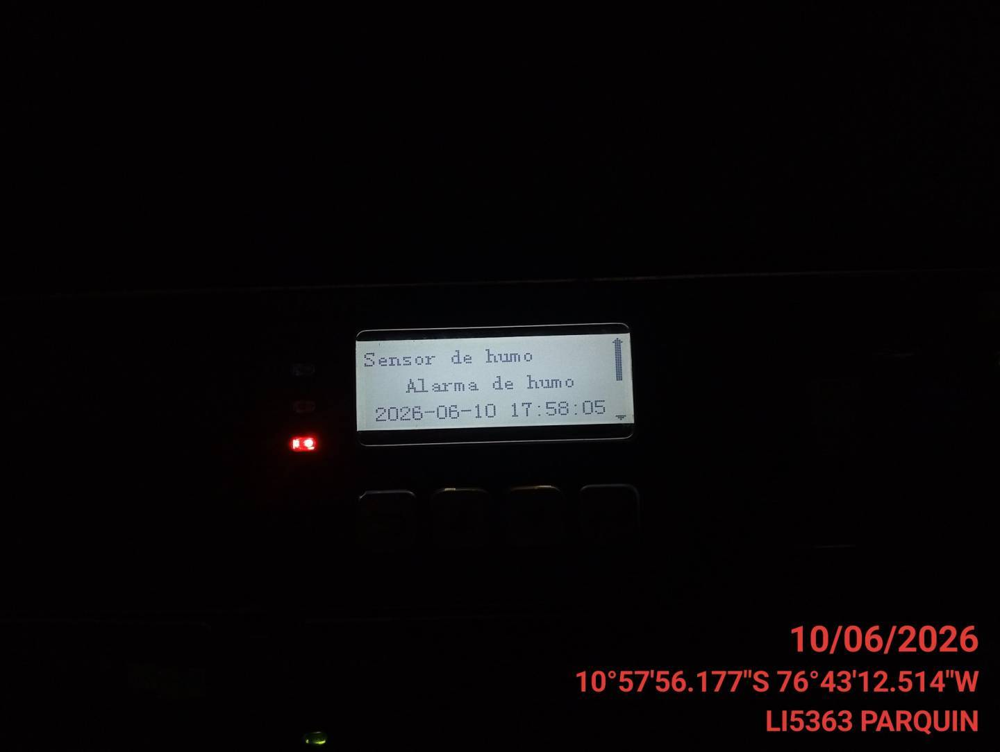 Sensor de humo
Alarma de humo
2026-06-10 17:58:05
10/06/2026
10°57'56.177"S 76°43'12.514"W
LI5363 PARQUIN